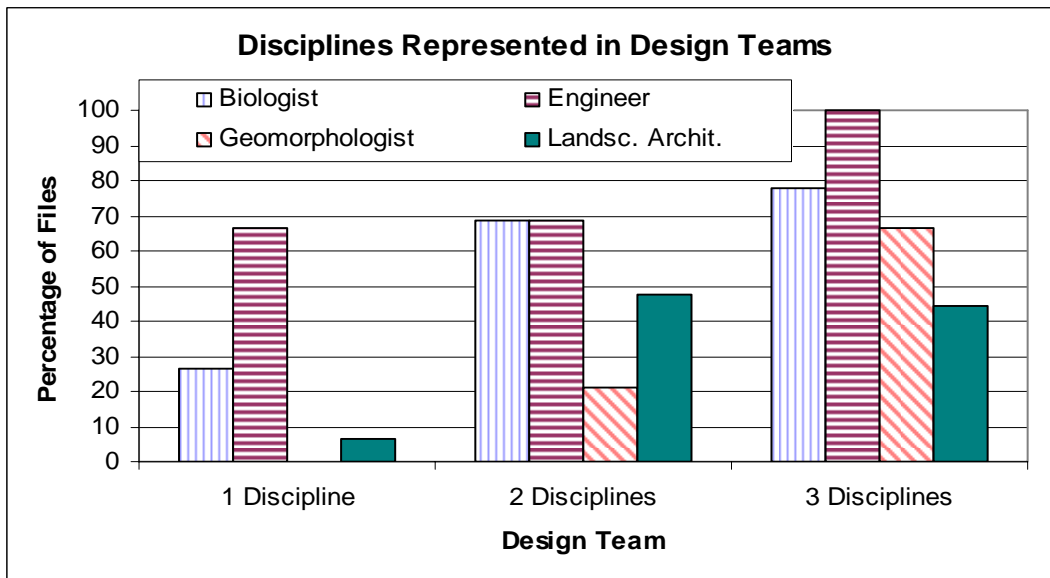 Disciplines Represented in Design Teams
Biologist Engineer
Geomorphologist Landsc. Archit.
100
90
80
70
60
50
40
30
20
10
0
Percentage of Files
1 Discipline 2 Disciplines 3 Disciplines
Design Team